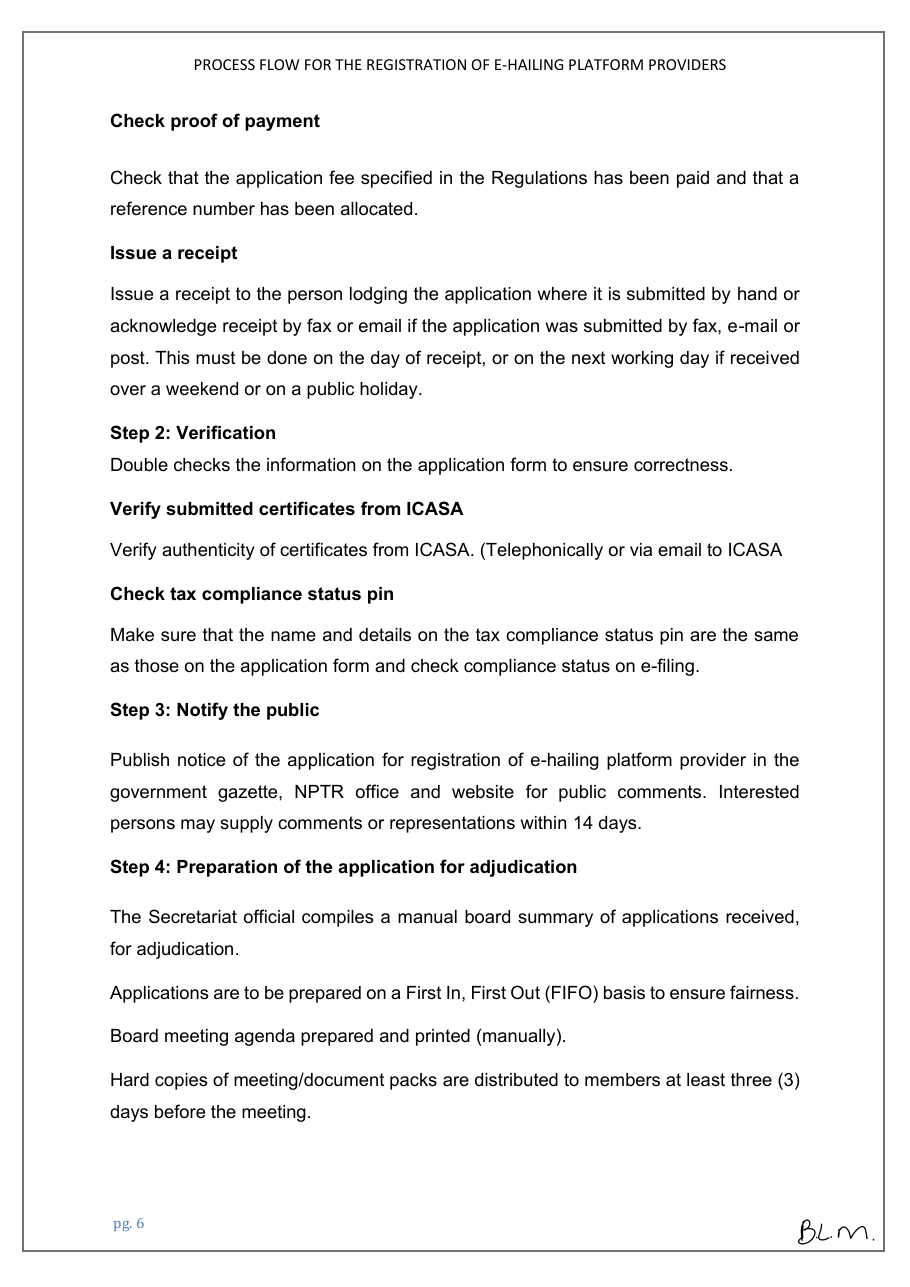 PROCESS FLOW FOR THE REGISTRATION OF E-HAILING PLATFORM PROVIDERS
Check proof of payment
Check that the application fee specified in the Regulations has been paid and that a
reference number has been allocated.
Issue a receipt
Issue a receipt to the person lodging the application where it is submitted by hand or
acknowledge receipt by fax or email if the application was submitted by fax, e-mail or
post. This must be done on the day of receipt, or on the next working day if received
over a weekend or on a public holiday.
Step 2: Verification
Double checks the information on the application form to ensure correctness.
Verify submitted certificates from ICASA
Verify authenticity of certificates from ICASA. (Telephonically or via email to ICASA
Check tax compliance status pin
Make sure that the name and details on the tax compliance status pin are the same
as those on the application form and check compliance status on e-filing.
Step 3: Notify the public
Publish notice of the application for registration of e-hailing platform provider in the
government gazette, NPTR office and website for public comments. Interested
persons may supply comments or representations within 14 days.
Step 4: Preparation of the application for adjudication
The Secretariat official compiles a manual board summary of applications received,
for adjudication.
Applications are to be prepared on a First In, First Out (FIFO) basis to ensure fairness.
Board meeting agenda prepared and printed (manually).
Hard copies of meeting/document packs are distributed to members at least three (3)
days before the meeting.
pg. 6
B.L.M.